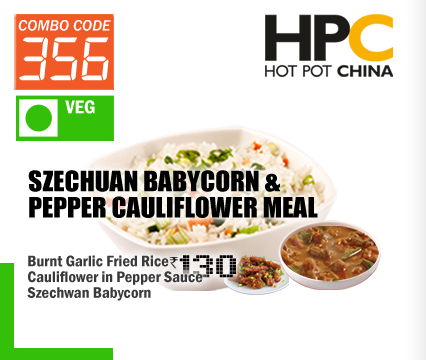 COMBO CODE
356
VEG
HPC
HOT POT CHINA
SZECHUAN BABYCORN &
PEPPER CAULIFLOWER MEAL
Burnt Garlic Fried Rice ₹130
Cauliflower in Pepper Sauce
Szechwan Babycorn